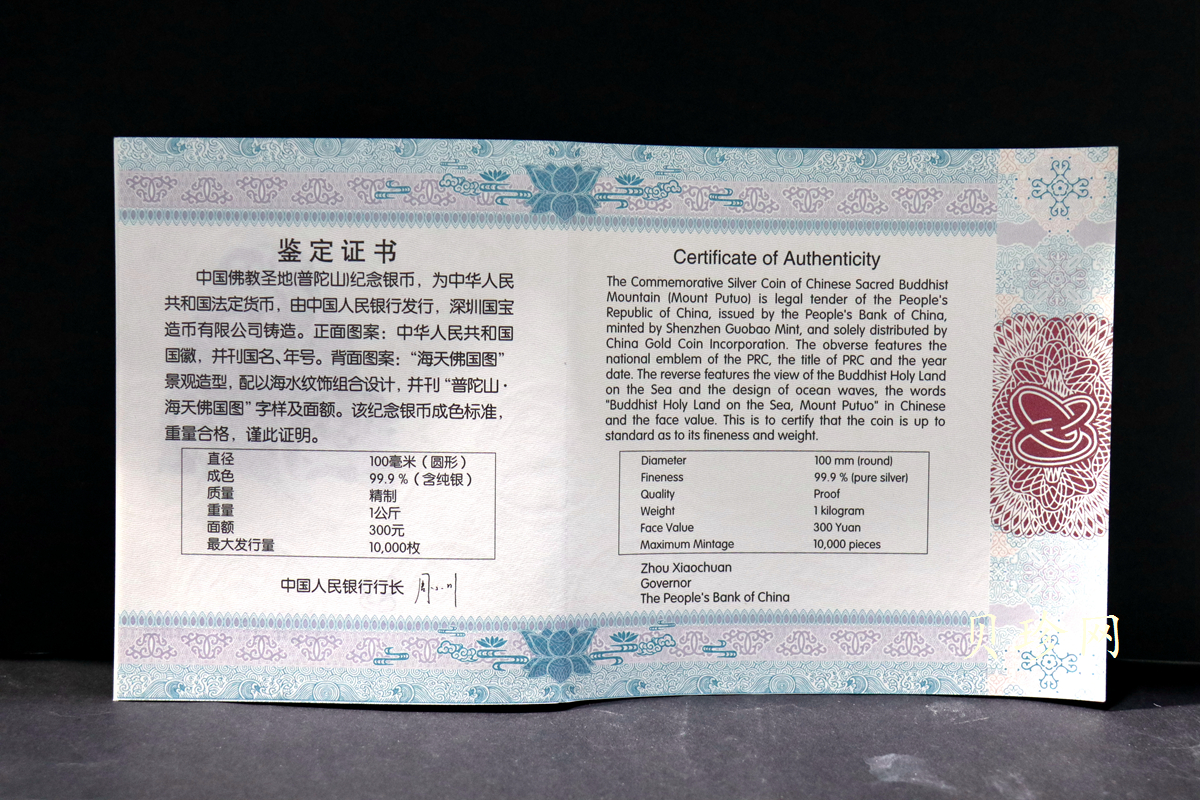 鉴定证书
中国佛教圣地(普陀山)纪念银币，为中华人民
共和国法定货币，由中国人民银行发行，深圳国宝
造币有限公司铸造。正面图案：中华人民共和国
国徽，并刊国名、年号。背面图案：“海天佛国图”
景观造型，配以海水纹饰组合设计，并刊“普陀山·
海天佛国图”字样及面额。该纪念银币成色标准，
重量合格，谨此证明。
直径 100毫米（圆形）
成色 99.9％（含纯银）
质量 精制
重量 1公斤
面额 300元
最大发行量 10,000枚
中国人民银行行长
Certificate of Authenticity
The Commemorative Silver Coin of Chinese Sacred Buddhist
Mountain (Mount Putuo) is legal tender of the People's
Republic of China, issued by the People's Bank of China,
minted by Shenzhen Guobao Mint, and solely distributed by
China Gold Coin Incorporation. The obverse features the
national emblem of the PRC, the title of PRC and the year
date. The reverse features the view of the Buddhist Holy Land
on the Sea and the design of ocean waves, the words
"Buddhist Holy Land on the Sea, Mount Putuo" in Chinese
and the face value. This is to certify that the coin is up to
standard as to its fineness and weight.
Diameter 100 mm (round)
Fineness 99.9 % (pure silver)
Quality Proof
Weight 1 kilogram
Face Value 300 Yuan
Maximum Mintage 10,000 pieces
Zhou Xiaochuan
Governor
The People's Bank of China